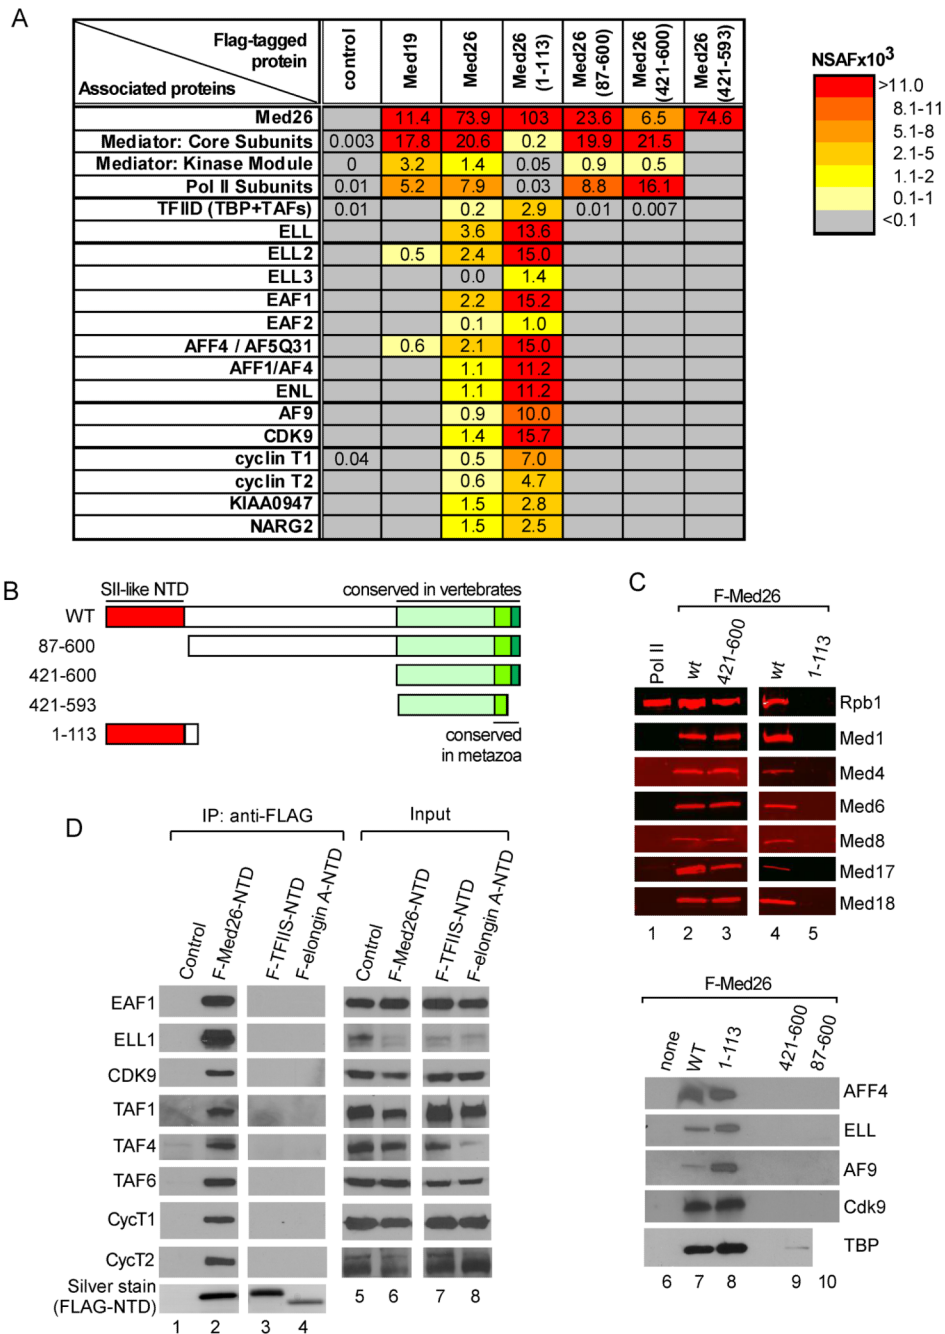 A
Flag-tagged protein
Associated proteins
control
Med19
Med26
Med26 (1-113)
Med26 (87-600)
Med26 (421-600)
Med26 (421-593)
Med26 11.4 73.9 103 23.6 6.5 74.6
Mediator: Core Subunits 0.003 17.8 20.6 0.2 19.9 21.5
Mediator: Kinase Module 0 3.2 1.4 0.05 0.9 0.5
Pol II Subunits 0.01 5.2 7.9 0.03 8.8 16.1
TFIID (TBP+TAFs) 0.01 0.2 2.9 0.01 0.007
ELL 3.6 13.6
ELL2 0.5 2.4 15.0
ELL3 0.0 1.4
EAF1 2.2 15.2
EAF2 0.1 1.0
AFF4 / AF5Q31 0.6 2.1 15.0
AFF1/AF4 1.1 11.2
ENL 1.1 11.2
AF9 0.9 10.0
CDK9 1.4 15.7
cyclin T1 0.04 0.5 7.0
cyclin T2 0.6 4.7
KIAA0947 1.5 2.8
NARG2 1.5 2.5
NSAFx10³
>11.0
8.1-11
5.1-8
2.1-5
1.1-2
0.1-1
<0.1
B
SII-like NTD
conserved in vertebrates
WT
87-600
421-600
421-593
1-113
conserved in metazoa
C
F-Med26
Pol II
wt
421-600
wt
1-113
Rpb1
Med1
Med4
Med6
Med8
Med17
Med18
1 2 3 4 5
F-Med26
none
WT
1-113
421-600
87-600
AFF4
ELL
AF9
Cdk9
TBP
6 7 8 9 10
D
IP: anti-FLAG
Input
Control
F-Med26-NTD
F-TFIIS-NTD
F-elongin A-NTD
Control
F-Med26-NTD
F-TFIIS-NTD
F-elongin A-NTD
EAF1
ELL1
CDK9
TAF1
TAF4
TAF6
CycT1
CycT2
Silver stain (FLAG-NTD)
1 2 3 4
5 6 7 8